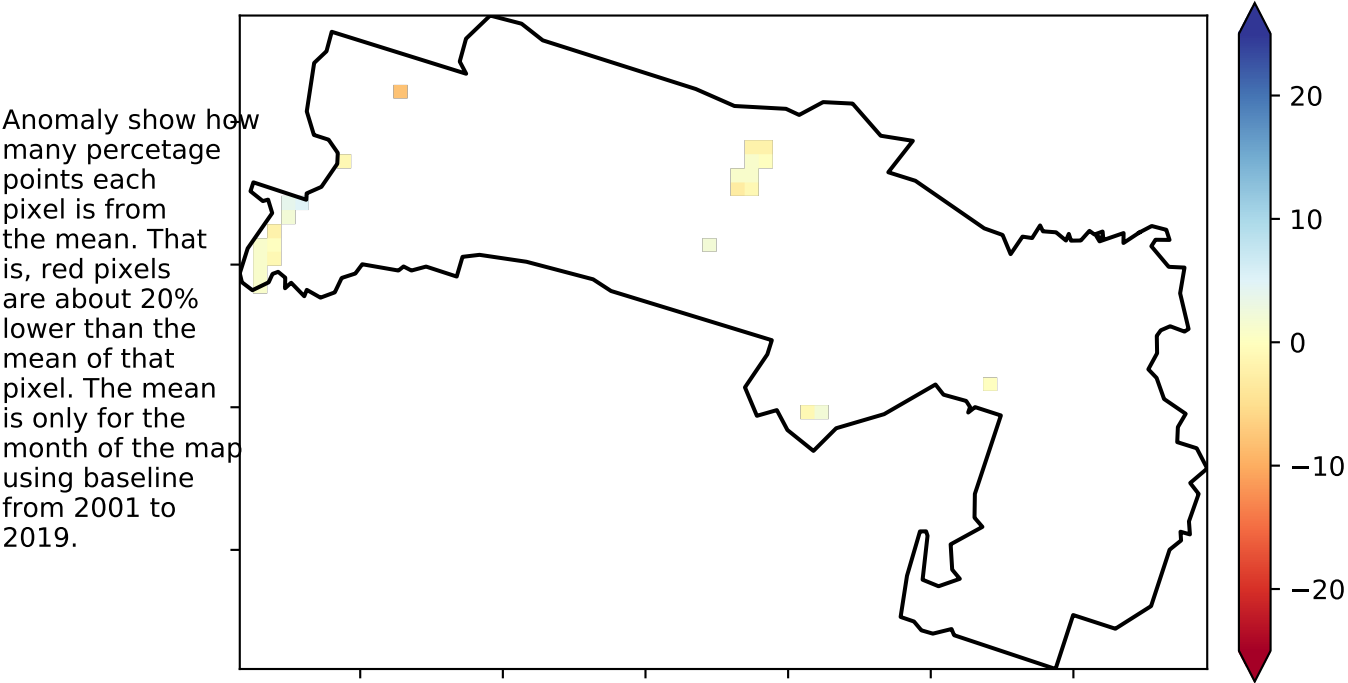 Anomaly show how
many percetage
points each
pixel is from
the mean. That
is, red pixels
are about 20%
lower than the
mean of that
pixel. The mean
is only for the
month of the map
using baseline
from 2001 to
2019.
20
10
0
−10
−20